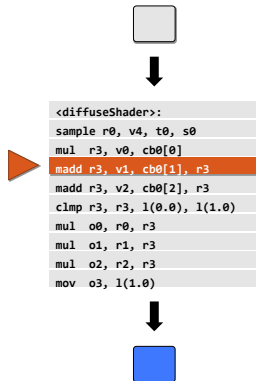 <diffuseShader>:
sample r0, v4, t0, s0
mul  r3, v0, cb0[0]
madd r3, v1, cb0[1], r3
madd r3, v2, cb0[2], r3
clmp r3, r3, l(0.0), l(1.0)
mul  o0, r0, r3
mul  o1, r1, r3
mul  o2, r2, r3
mov  o3, l(1.0)